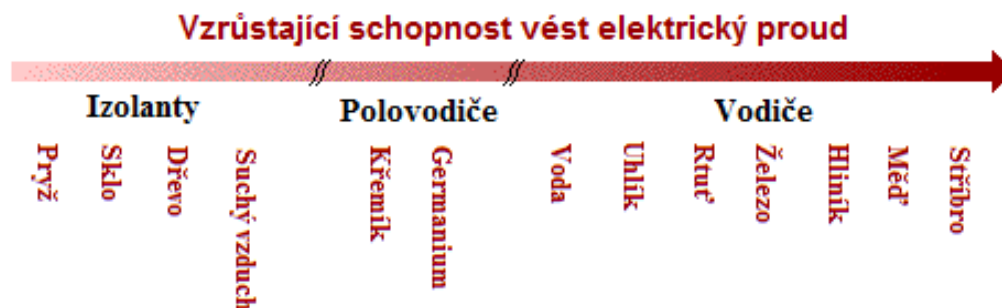 Vzrůstající schopnost vést elektrický proud
Izolanty
Polovodiče
Vodiče
Pryž
Sklo
Dřevo
Suchý vzduch
Křemík
Germanium
Voda
Uhlík
Rtuť
Železo
Hliník
Měď
Stříbro